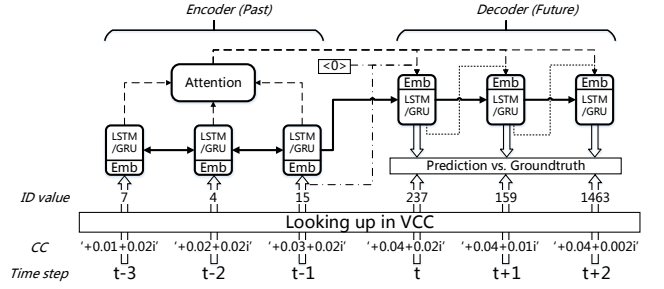 Encoder (Past) Decoder (Future)
<0>
Attention
Emb Emb Emb
LSTM /GRU LSTM /GRU LSTM /GRU
LSTM /GRU LSTM /GRU LSTM /GRU
Emb Emb Emb
Prediction vs. Groundtruth
ID value 7 4 15 237 159 1463
Looking up in VCC
CC '+0.01+0.02i' '+0.02+0.02i' '+0.03+0.02i' '+0.04+0.02i' '+0.04+0.01i' '+0.04+0.002i'
Time step t-3 t-2 t-1 t t+1 t+2